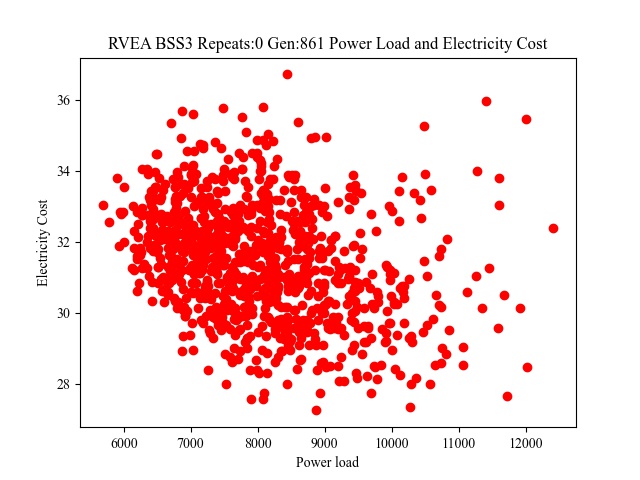 RVEA BSS3 Repeats:0 Gen:861 Power Load and Electricity Cost
36
34
32
30
28
Electricity Cost
6000 7000 8000 9000 10000 11000 12000
Power load